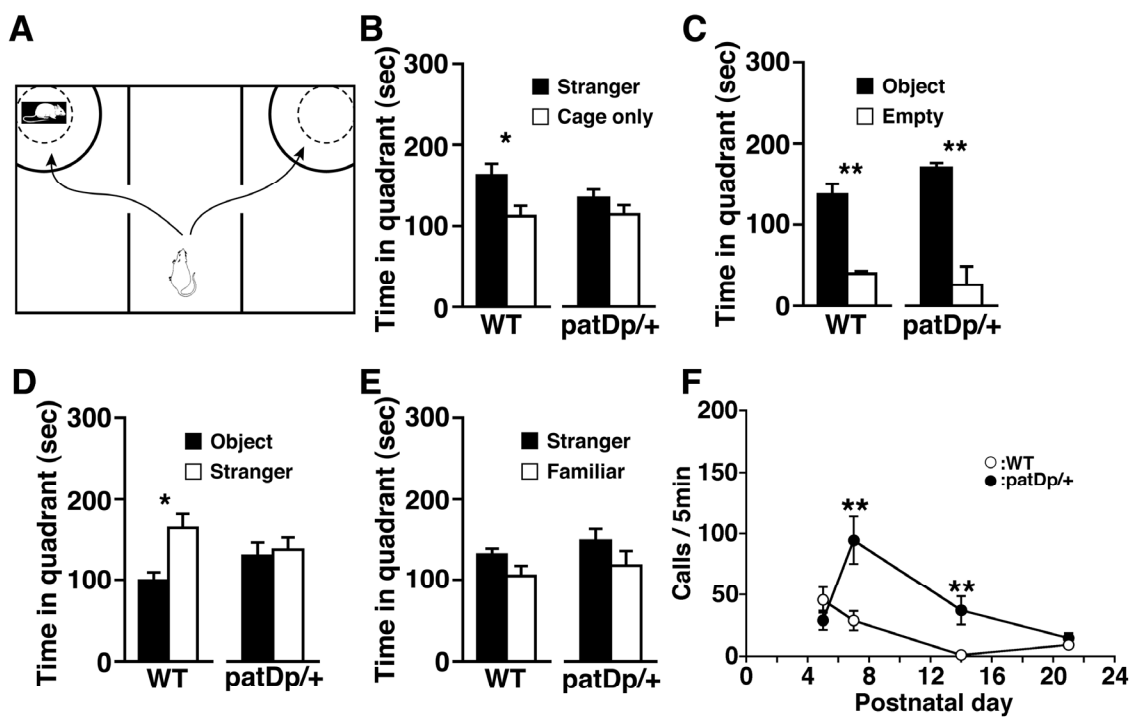 A
B
Time in quadrant (sec)
300
200
100
0
Stranger
Cage only
*
WT
patDp/+
C
Time in quadrant (sec)
300
200
100
0
Object
Empty
**
**
WT
patDp/+
D
Time in quadrant (sec)
300
200
100
0
Object
Stranger
*
WT
patDp/+
E
Time in quadrant (sec)
300
200
100
0
Stranger
Familiar
WT
patDp/+
F
Calls / 5min
200
150
100
50
0
:WT
:patDp/+
**
**
0 4 8 12 16 20 24
Postnatal day